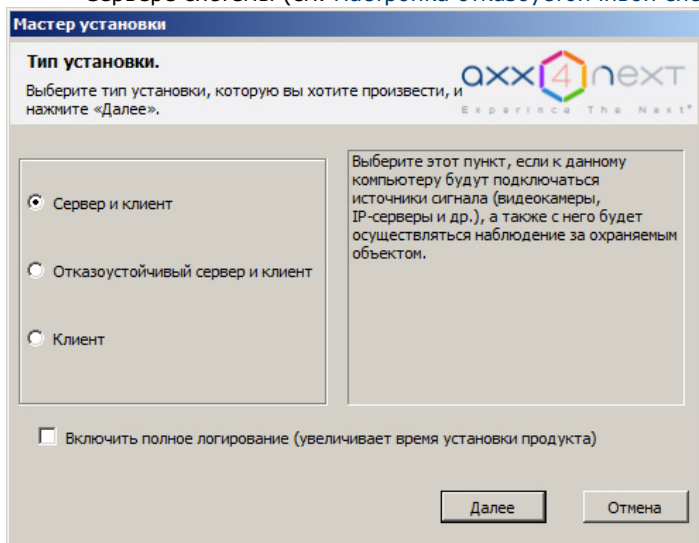 Мастер установки
Тип установки.
Выберите тип установки, которую вы хотите произвести, и
нажмите «Далее».
axx4next
Experince The Next
Сервер и клиент
Отказоустойчивый сервер и клиент
Клиент
Выберите этот пункт, если к данному
компьютеру будут подключаться
источники сигнала (видеокамеры,
IP-серверы и др.), а также с него будет
осуществляться наблюдение за охраняемым
объектом.
Включить полное логирование (увеличивает время установки продукта)
Далее
Отмена